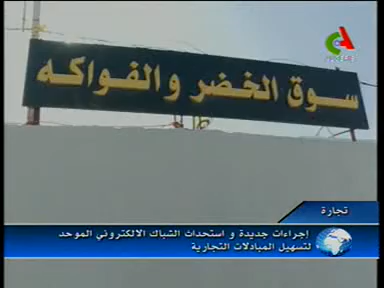 سوق الخضر والفواكه
تجارة
إجراءات جديدة و استحداث الشباك الالكتروني الموحد
لتسهيل المبادلات التجارية